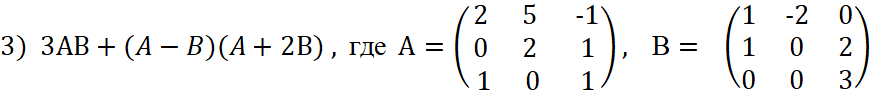 3) 3AB + (A − B)(A + 2B) , где A = (2 5 -1 0 2 1 1 0 1), B = (1 -2 0 1 0 2 0 0 3)